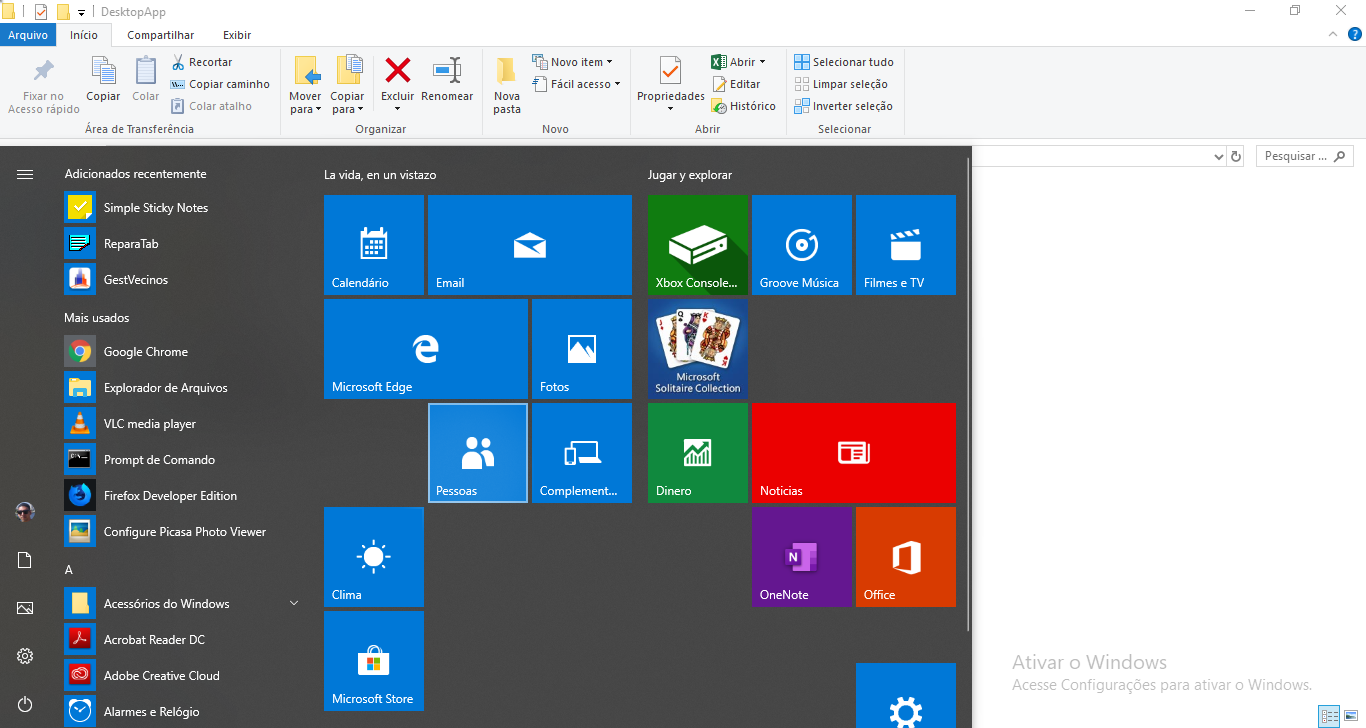 DesktopApp
Arquivo Início Compartilhar Exibir
Fixar no
Acesso rápido
Copiar
Colar
Recortar
Copiar caminho
Colar atalho
Área de Transferência
Mover
para
Copiar
para
Excluir
Renomear
Organizar
Nova
pasta
Novo item
Fácil acesso
Novo
Propriedades
Abrir
Editar
Histórico
Abrir
Selecionar tudo
Limpar seleção
Inverter seleção
Selecionar
Pesquisar ...
Adicionados recentemente
Simple Sticky Notes
ReparaTab
GestVecinos
Mais usados
Google Chrome
Explorador de Arquivos
VLC media player
Prompt de Comando
Firefox Developer Edition
Configure Picasa Photo Viewer
A
Acessórios do Windows
Acrobat Reader DC
Adobe Creative Cloud
Alarmes e Relógio
La vida, en un vistazo
Calendário
Email
Microsoft Edge
Fotos
Pessoas
Complement...
Clima
Microsoft Store
Jugar y explorar
Xbox Console...
Groove Música
Filmes e TV
Microsoft
Solitaire Collection
Dinero
Noticias
N
OneNote
Office
Ativar o Windows
Acesse Configurações para ativar o Windows.